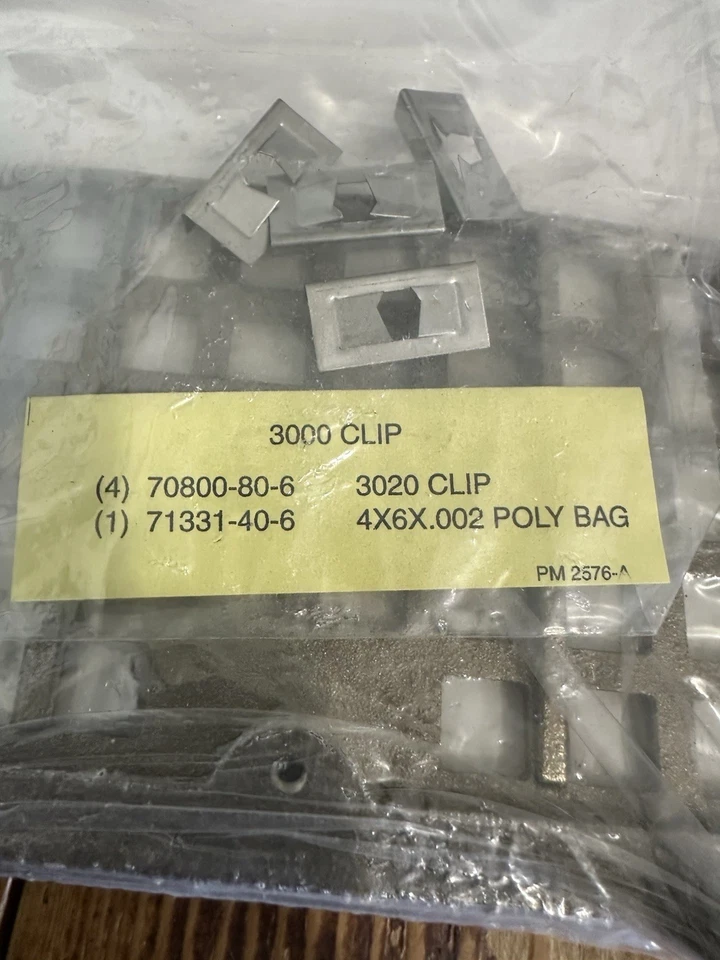 3000 CLIP
(4) 70800-80-6 3020 CLIP
(1) 71331-40-6 4X6X.002 POLY BAG
PM 2576-A